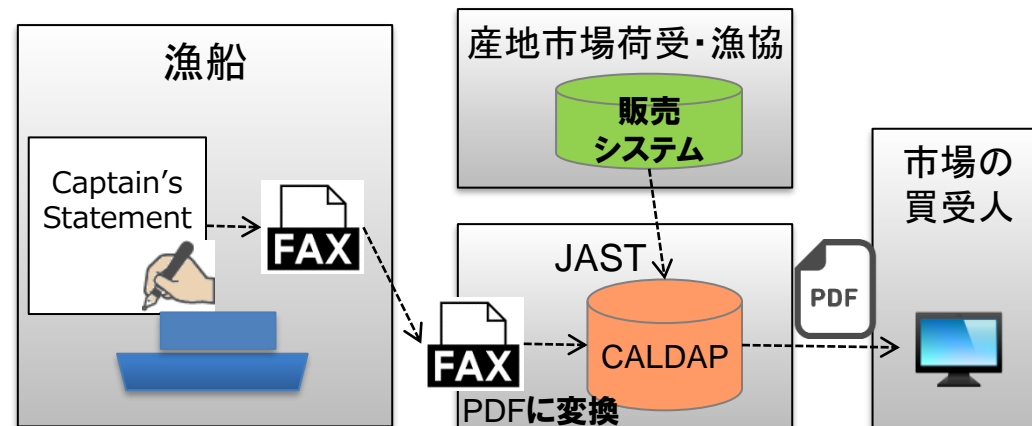 漁船
Captain's
Statement
FAX
産地市場荷受・漁協
販売
システム
JAST
FAX
PDFに変換
CALDAP
PDF
市場の
買受人